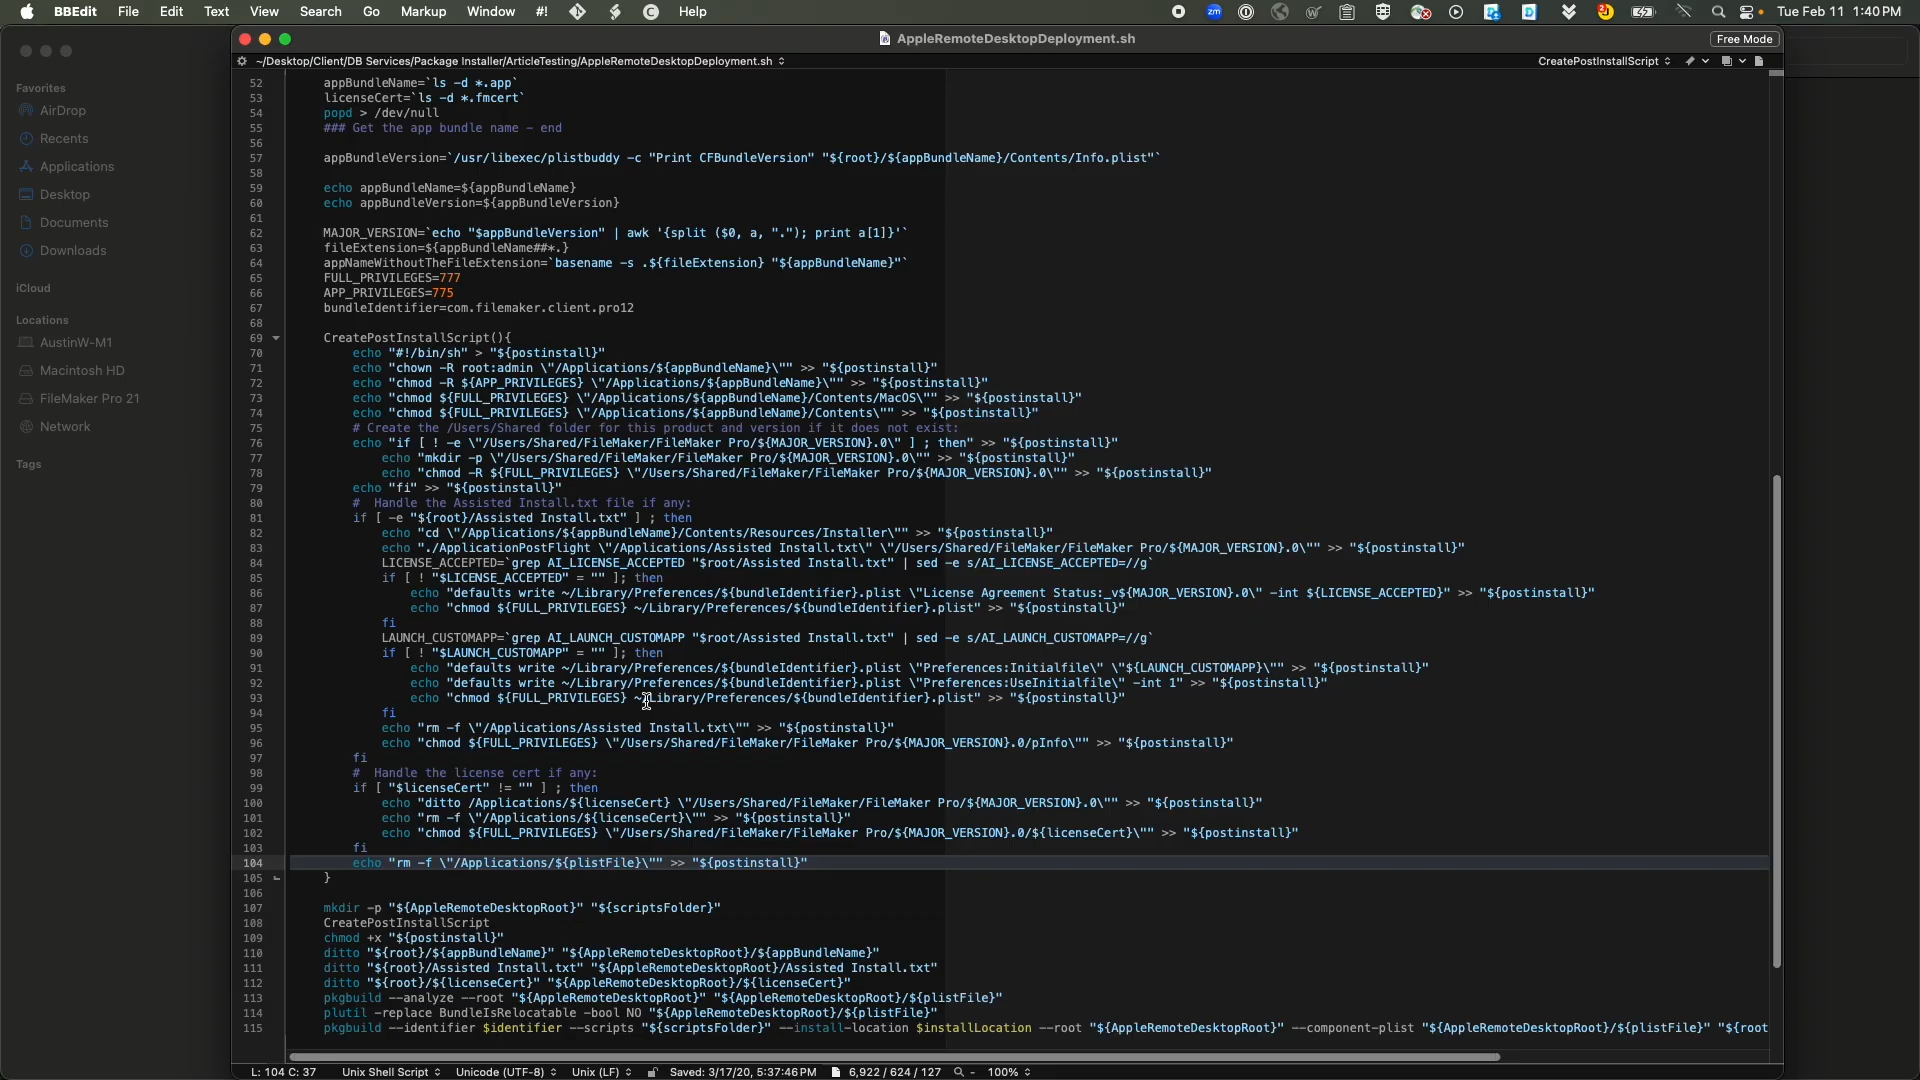 BBEdit File Edit Text View Search Go Markup Window #! Help
Tue Feb 11 1:40 PM
AppleRemoteDesktopDeployment.sh
Free Mode
~/Desktop/Client/DB Services/Package Installer/ArticleTesting/AppleRemoteDesktopDeployment.sh
CreatePostInstallScript
Favorites
AirDrop
Recents
Applications
Desktop
Documents
Downloads
iCloud
Locations
AustinW-M1
Macintosh HD
FileMaker Pro 21
Network
Tags
52 appBundleName=`ls -d *.app`
53 licenseCert=`ls -d *.fmcert`
54 popd > /dev/null
55 ### Get the app bundle name - end
56
57 appBundleVersion=`/usr/libexec/plistbuddy -c "Print CFBundleVersion" "${root}/${appBundleName}/Contents/Info.plist"`
58
59 echo appBundleName=${appBundleName}
60 echo appBundleVersion=${appBundleVersion}
61
62 MAJOR_VERSION=`echo "$appBundleVersion" | awk '{split ($0, a, "."); print a[1]}'`
63 fileExtension=${appBundleName##*.}
64 appNameWithoutTheFileExtension=`basename -s .${fileExtension} "${appBundleName}"`
65 FULL_PRIVILEGES=777
66 APP_PRIVILEGES=775
67 bundleIdentifier=com.filemaker.client.pro12
68
69 CreatePostInstallScript(){
70 echo "#!/bin/sh" > "${postinstall}"
71 echo "chown -R root:admin \"/Applications/${appBundleName}\"" >> "${postinstall}"
72 echo "chmod -R ${APP_PRIVILEGES} \"/Applications/${appBundleName}\"" >> "${postinstall}"
73 echo "chmod ${FULL_PRIVILEGES} \"/Applications/${appBundleName}/Contents/MacOS\"" >> "${postinstall}"
74 echo "chmod ${FULL_PRIVILEGES} \"/Applications/${appBundleName}/Contents\"" >> "${postinstall}"
75 # Create the /Users/Shared folder for this product and version if it does not exist:
76 echo "if [ ! -e \"/Users/Shared/FileMaker/FileMaker Pro/${MAJOR_VERSION}.0\" ] ; then" >> "${postinstall}"
77 echo "mkdir -p \"/Users/Shared/FileMaker/FileMaker Pro/${MAJOR_VERSION}.0\"" >> "${postinstall}"
78 echo "chmod -R ${FULL_PRIVILEGES} \"/Users/Shared/FileMaker/FileMaker Pro/${MAJOR_VERSION}.0\"" >> "${postinstall}"
79 echo "fi" >> "${postinstall}"
80 # Handle the Assisted Install.txt file if any:
81 if [ -e "${root}/Assisted Install.txt" ] ; then
82 echo "cd \"/Applications/${appBundleName}/Contents/Resources/Installer\"" >> "${postinstall}"
83 echo "./ApplicationPostFlight \"/Applications/Assisted Install.txt\" \"/Users/Shared/FileMaker/FileMaker Pro/${MAJOR_VERSION}.0\"" >> "${postinstall}"
84 LICENSE_ACCEPTED=`grep AI_LICENSE_ACCEPTED "$root/Assisted Install.txt" | sed -e s/AI_LICENSE_ACCEPTED=//g`
85 if [ ! "$LICENSE_ACCEPTED" = "" ]; then
86 echo "defaults write ~/Library/Preferences/${bundleIdentifier}.plist \"License Agreement Status:_v${MAJOR_VERSION}.0\" -int ${LICENSE_ACCEPTED}" >> "${postinstall}"
87 echo "chmod ${FULL_PRIVILEGES} ~/Library/Preferences/${bundleIdentifier}.plist" >> "${postinstall}"
88 fi
89 LAUNCH_CUSTOMAPP=`grep AI_LAUNCH_CUSTOMAPP "$root/Assisted Install.txt" | sed -e s/AI_LAUNCH_CUSTOMAPP=//g`
90 if [ ! "$LAUNCH_CUSTOMAPP" = "" ]; then
91 echo "defaults write ~/Library/Preferences/${bundleIdentifier}.plist \"Preferences:Initialfile\" \"${LAUNCH_CUSTOMAPP}\"" >> "${postinstall}"
92 echo "defaults write ~/Library/Preferences/${bundleIdentifier}.plist \"Preferences:UseInitialfile\" -int 1" >> "${postinstall}"
93 echo "chmod ${FULL_PRIVILEGES} ~/Library/Preferences/${bundleIdentifier}.plist" >> "${postinstall}"
94 fi
95 echo "rm -f \"/Applications/Assisted Install.txt\"" >> "${postinstall}"
96 echo "chmod ${FULL_PRIVILEGES} \"/Users/Shared/FileMaker/FileMaker Pro/${MAJOR_VERSION}.0/pInfo\"" >> "${postinstall}"
97 fi
98 # Handle the license cert if any:
99 if [ "$licenseCert" != "" ] ; then
100 echo "ditto /Applications/${licenseCert} \"/Users/Shared/FileMaker/FileMaker Pro/${MAJOR_VERSION}.0\"" >> "${postinstall}"
101 echo "rm -f \"/Applications/${licenseCert}\"" >> "${postinstall}"
102 echo "chmod ${FULL_PRIVILEGES} \"/Users/Shared/FileMaker/FileMaker Pro/${MAJOR_VERSION}.0/${licenseCert}\"" >> "${postinstall}"
103 fi
104 echo "rm -f \"/Applications/${plistFile}\"" >> "${postinstall}"
105 }
106
107 mkdir -p "${AppleRemoteDesktopRoot}" "${scriptsFolder}"
108 CreatePostInstallScript
109 chmod +x "${postinstall}"
110 ditto "${root}/${appBundleName}" "${AppleRemoteDesktopRoot}/${appBundleName}"
111 ditto "${root}/Assisted Install.txt" "${AppleRemoteDesktopRoot}/Assisted Install.txt"
112 ditto "${root}/${licenseCert}" "${AppleRemoteDesktopRoot}/${licenseCert}"
113 pkgbuild --analyze --root "${AppleRemoteDesktopRoot}" "${AppleRemoteDesktopRoot}/${plistFile}"
114 plutil -replace BundleIsRelocatable -bool NO "${AppleRemoteDesktopRoot}/${plistFile}"
115 pkgbuild --identifier $identifier --scripts "${scriptsFolder}" --install-location $installLocation --root "${AppleRemoteDesktopRoot}" --component-plist "${AppleRemoteDesktopRoot}/${plistFile}" "${root
L: 104 C: 37 Unix Shell Script Unicode (UTF-8) Unix (LF) Saved: 3/17/20, 5:37:46 PM 6,922 / 624 / 127 100%